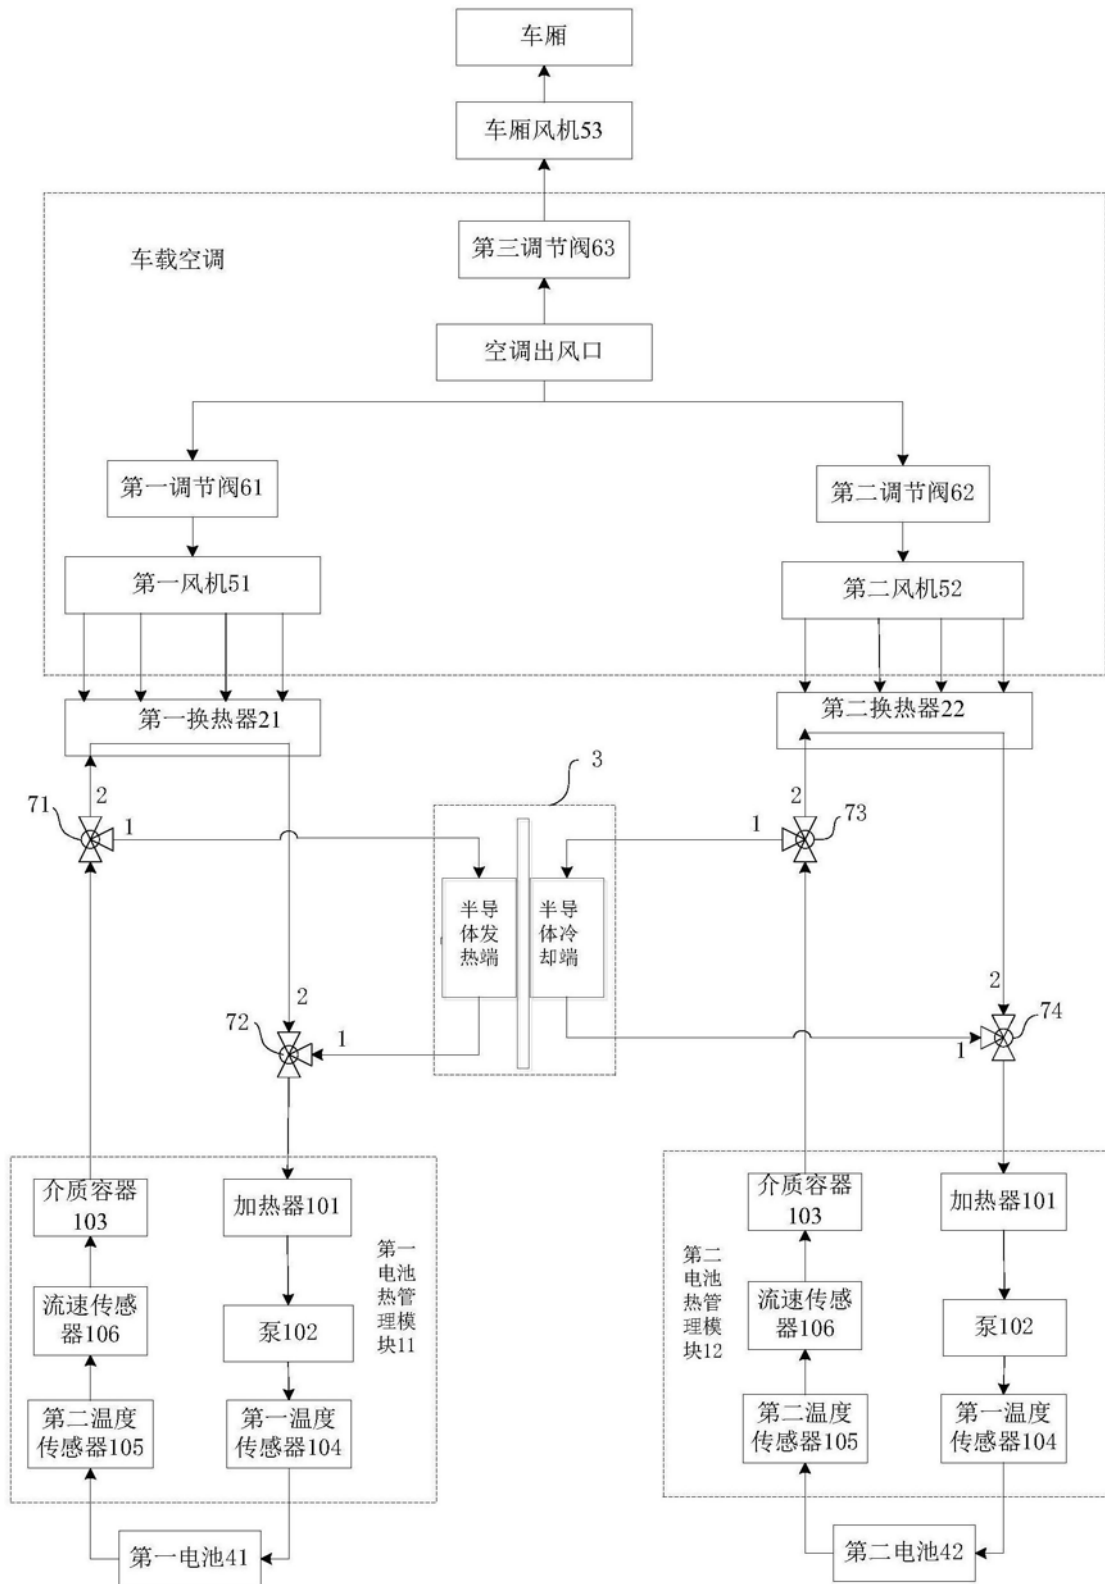 车厢
车厢风机53
车载空调
第三调节阀63
空调出风口
第一调节阀61
第二调节阀62
第一风机51
第二风机52
第一换热器21
第二换热器22
3
71
2
1
2
73
1
半导
体发
热端
半导
体冷
却端
2
72
1
2
74
1
介质容器
103
加热器101
第一
电池
热管
理模
块11
流速传感
器106
泵102
第二温度
传感器105
第一温度
传感器104
第一电池41
介质容器
103
加热器101
第二
电池
热管
理模
块12
流速传感
器106
泵102
第二温度
传感器105
第一温度
传感器104
第二电池42